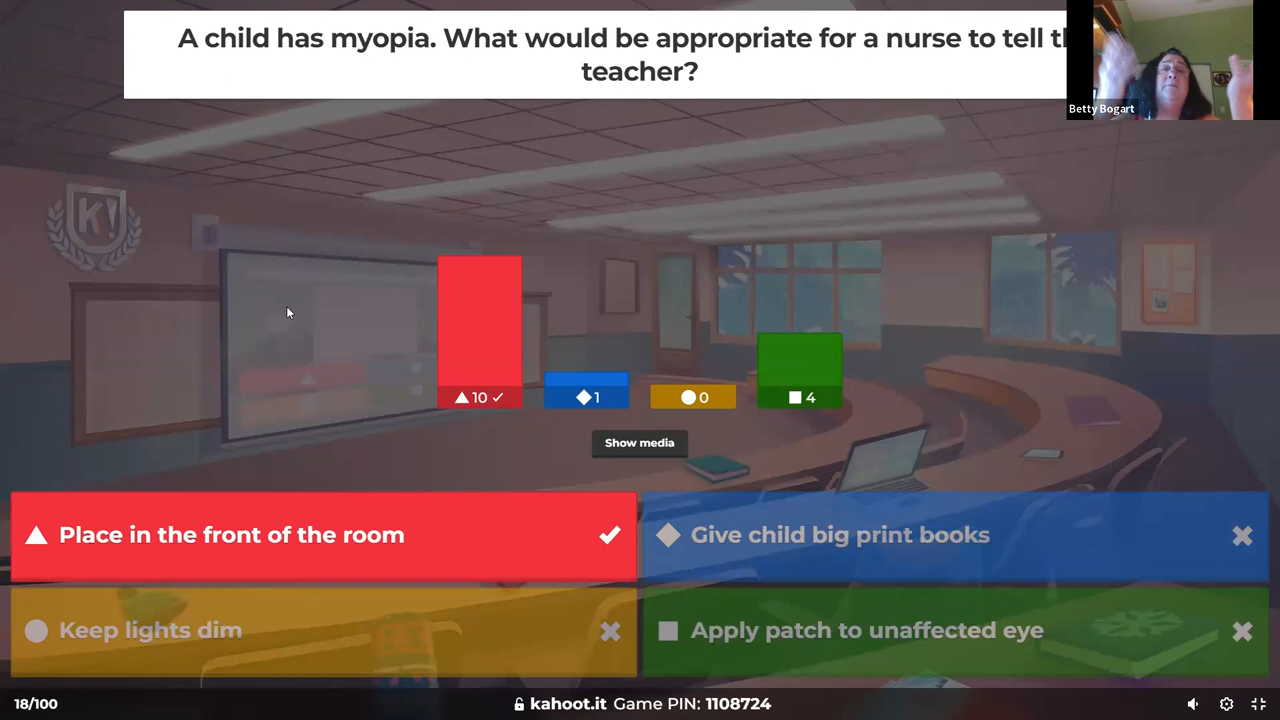 A child has myopia. What would be appropriate for a nurse to tell
teacher?
Betty Bogart
K!
10
1
0
4
Show media
Place in the front of the room
Give child big print books
Keep lights dim
Apply patch to unaffected eye
18/100
kahoot.it Game PIN: 1108724